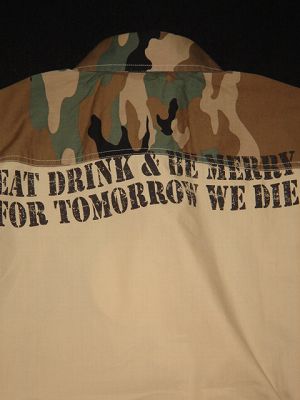 EAT DRINK & BE MERRY
FOR TOMORROW WE DIE